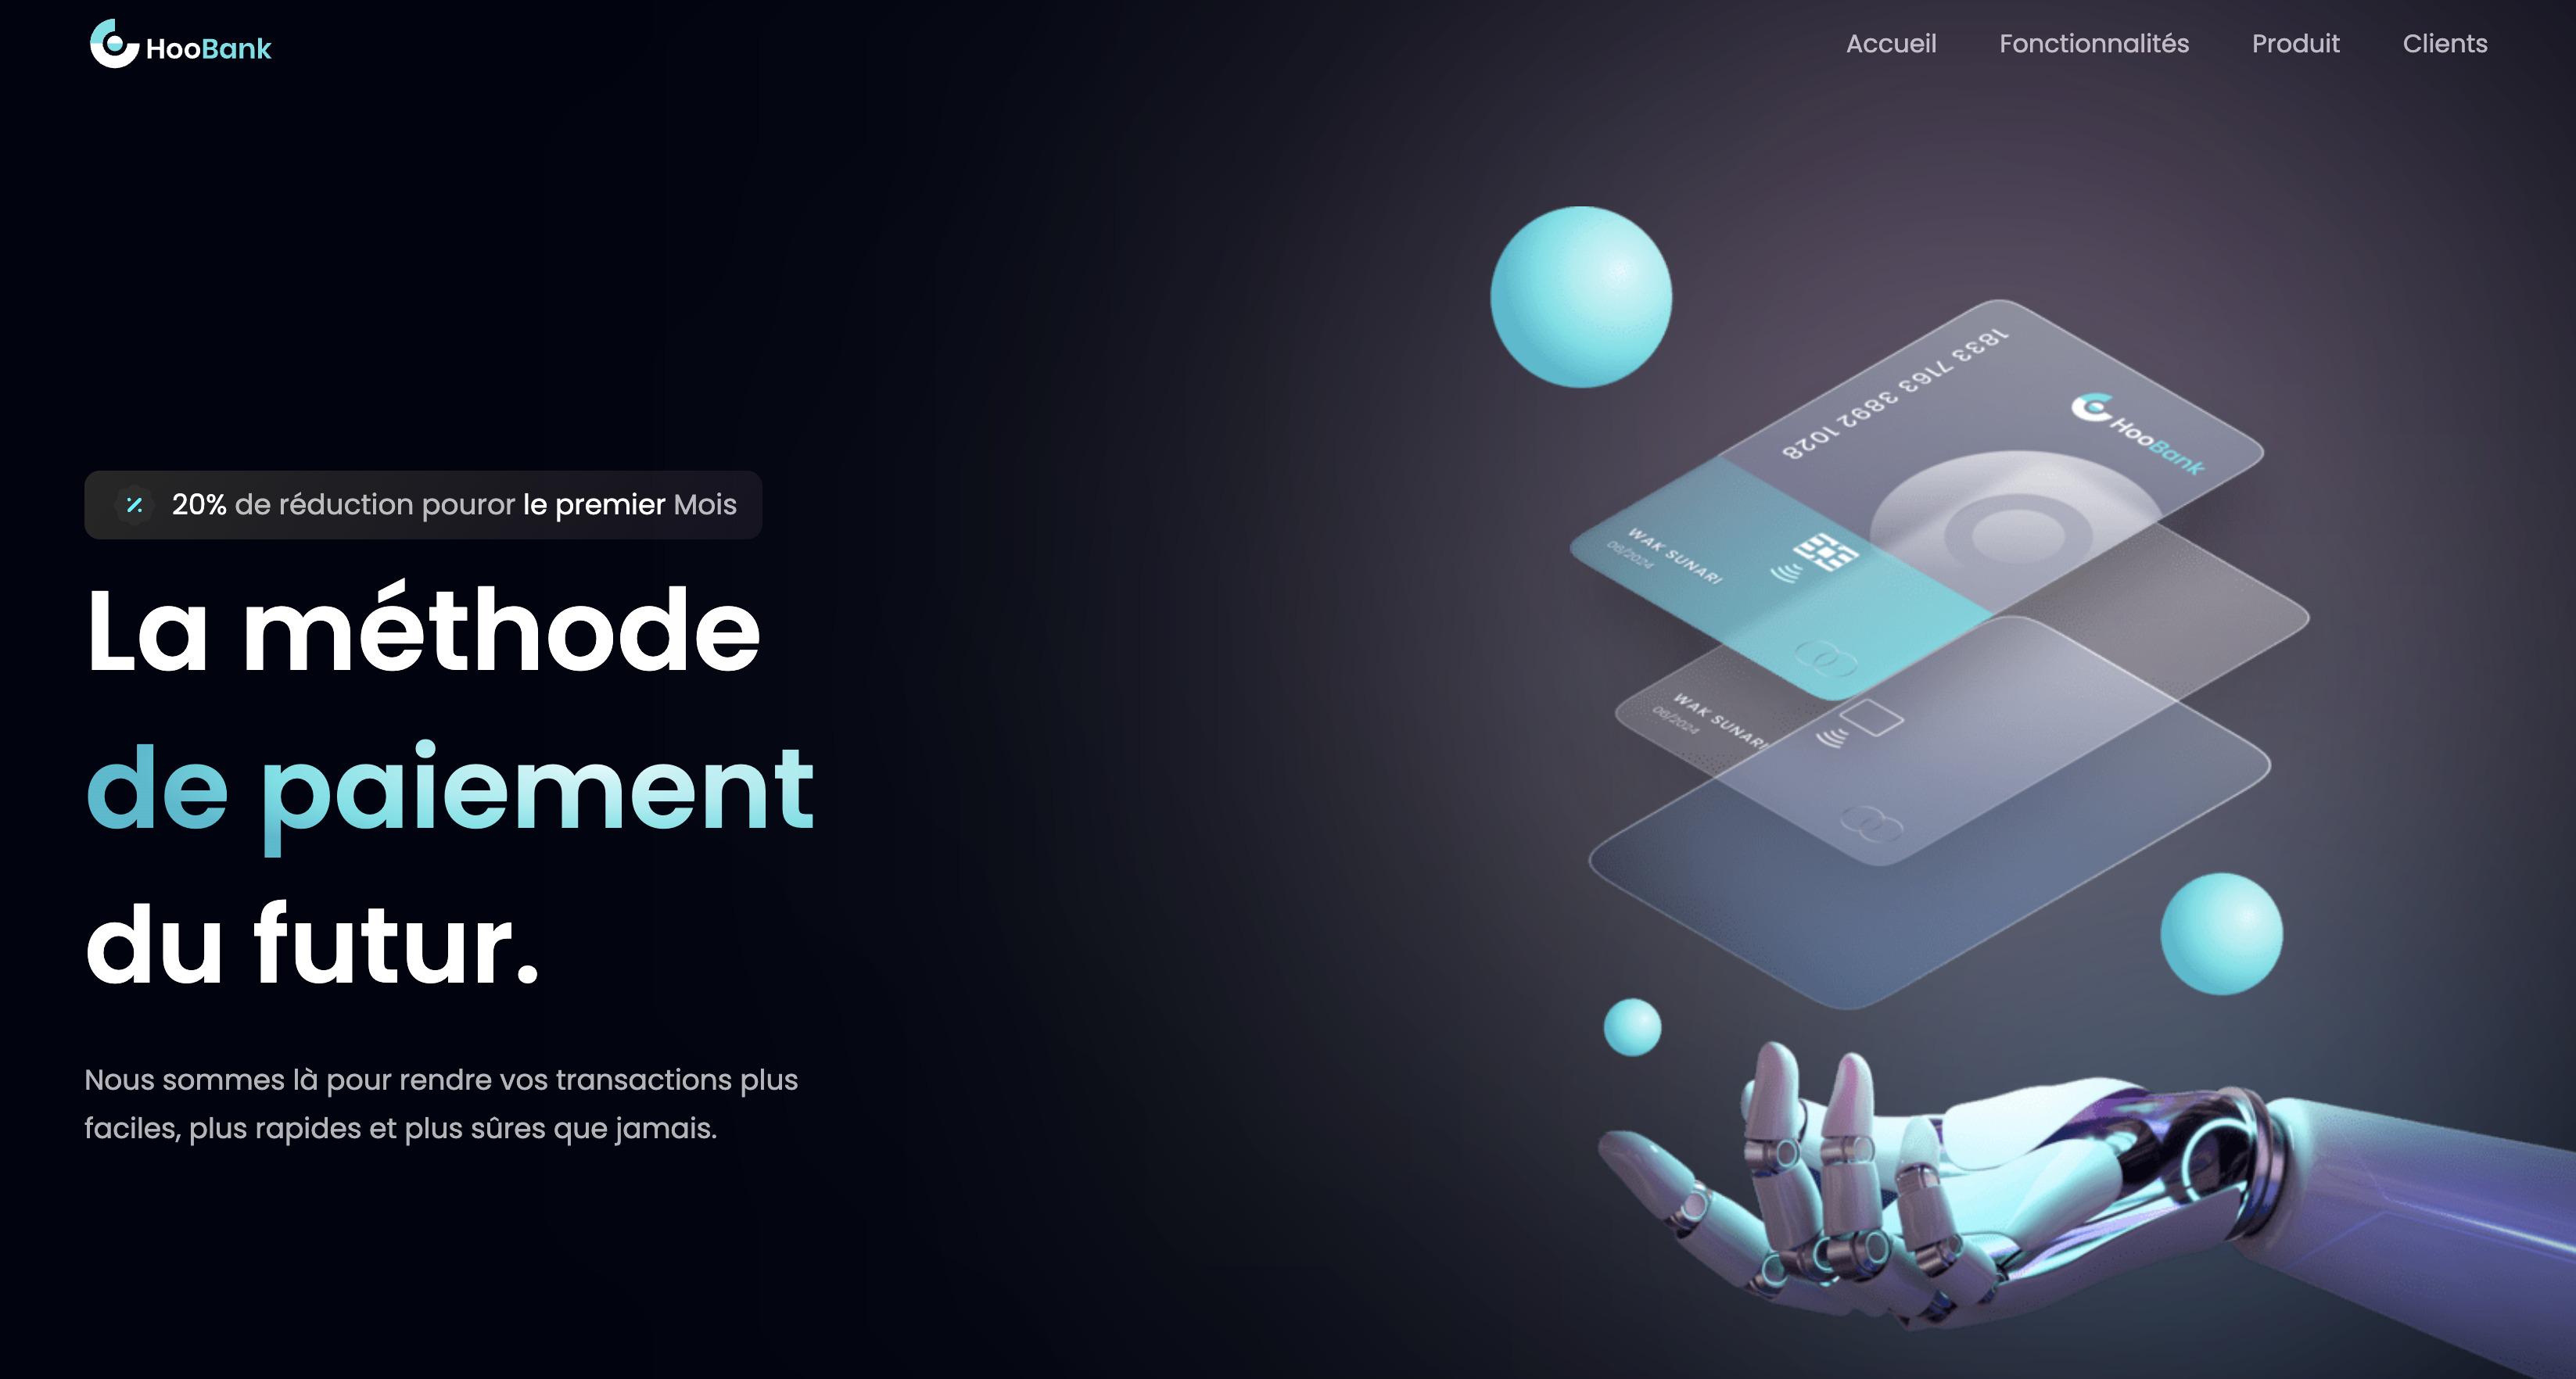 HooBank
Accueil Fonctionnalités Produit Clients
20% de réduction pouror le premier Mois
La méthode
de paiement
du futur.
Nous sommes là pour rendre vos transactions plus
faciles, plus rapides et plus sûres que jamais.
1833 7163 3892 1028
HooBank
WAK SUNARI
06/2024
WAK SUNARI
06/2024